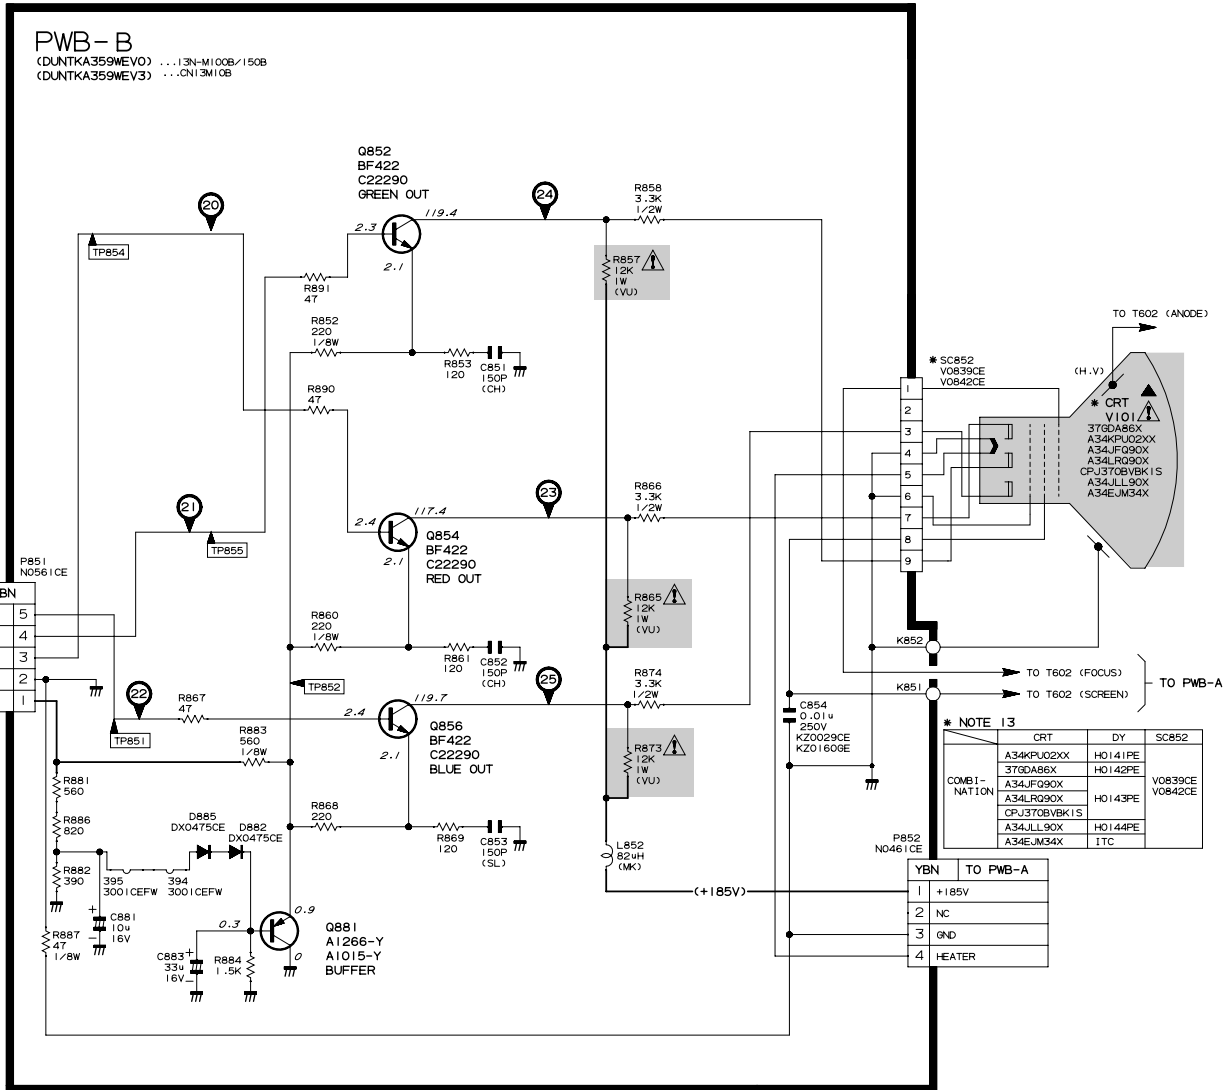 PWB-B
(DUNTKA359WEV0) ...13N-M100B/150B
(DUNTKA359WEV3) ...CN13M10B
Q852
BF422
C22290
GREEN OUT
119.4
2.3
2.1
20
TP854
24
R858
3.3K
1/2W
R857
12K
1W
(VU)
R891
47
R852
220
1/8W
R853
120
C851
150P
(CH)
R890
47
TO T602 (ANODE)
* SC852
V0839CE
V0842CE
(H.V)
* CRT
V101
37GDA86X
A34KPU02XX
A34JFQ90X
A34LRQ90X
CPJ370BVBK1S
A34JLL90X
A34EJM34X
1
2
3
4
5
6
7
8
9
21
TP855
117.4
2.4
2.1
Q854
BF422
C22290
RED OUT
23
R866
3.3K
1/2W
R865
12K
1W
(VU)
P851
N0561CE
BN
5
4
3
2
1
R860
220
1/8W
R861
120
C852
150P
(CH)
TP852
K852
TO T602 (FOCUS)
K851
TO T602 (SCREEN)
TO PWB-A
22
TP851
R867
47
R883
560
1/8W
119.7
2.4
2.1
Q856
BF422
C22290
BLUE OUT
25
R874
3.3K
1/2W
R873
12K
1W
(VU)
C854
0.01u
250V
KZ0029CE
KZ0160GE
* NOTE 13
CRT DY SC852
COMBI-
NATION
A34KPU02XX H0141PE
37GDA86X H0142PE
A34JFQ90X
A34LRQ90X H0143PE
CPJ370BVBK1S
A34JLL90X H0144PE
A34EJM34X ITC
V0839CE
V0842CE
R881
560
R886
820
R882
390
D885
DX0475CE
D882
DX0475CE
395
3001CEFW
394
3001CEFW
R868
220
R869
120
C853
150P
(SL)
L852
82uH
(MK)
(+185V)
P852
N0461CE
YBN TO PWB-A
1 +185V
2 NC
3 GND
4 HEATER
+
C881
10u
16V
-
R887
47
1/8W
0.3
0.9
0
C883
33u
16V
+
-
R884
1.5K
Q881
A1266-Y
A1015-Y
BUFFER